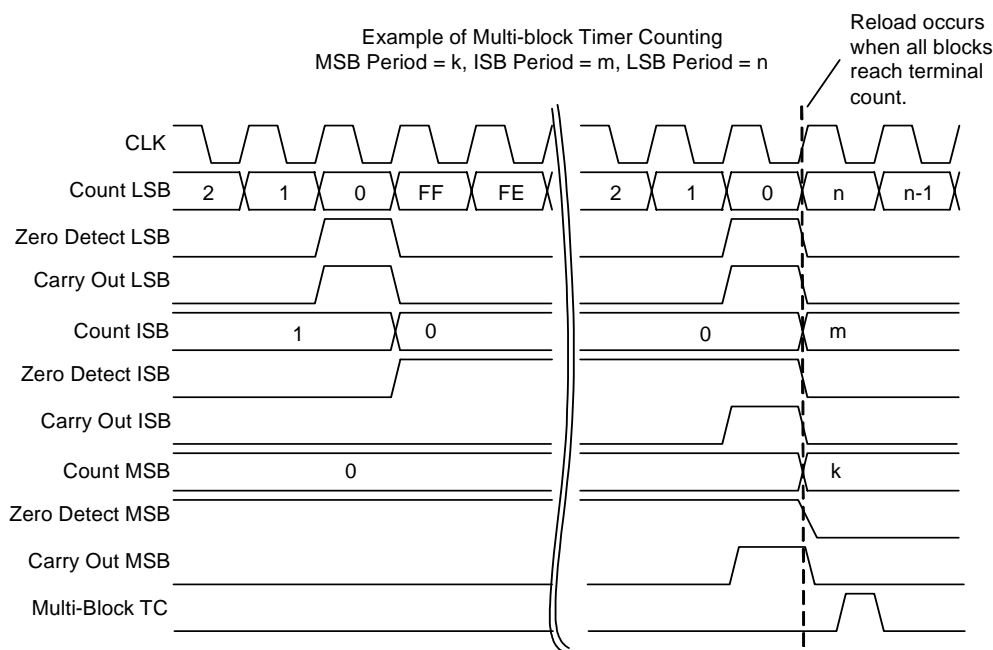 Example of Multi-block Timer Counting
MSB Period = k, ISB Period = m, LSB Period = n
Reload occurs
when all blocks
reach terminal
count.
CLK
Count LSB 2 1 0 FF FE 2 1 0 n n-1
Zero Detect LSB
Carry Out LSB
Count ISB 1 0 0 m
Zero Detect ISB
Carry Out ISB
Count MSB 0 k
Zero Detect MSB
Carry Out MSB
Multi-Block TC